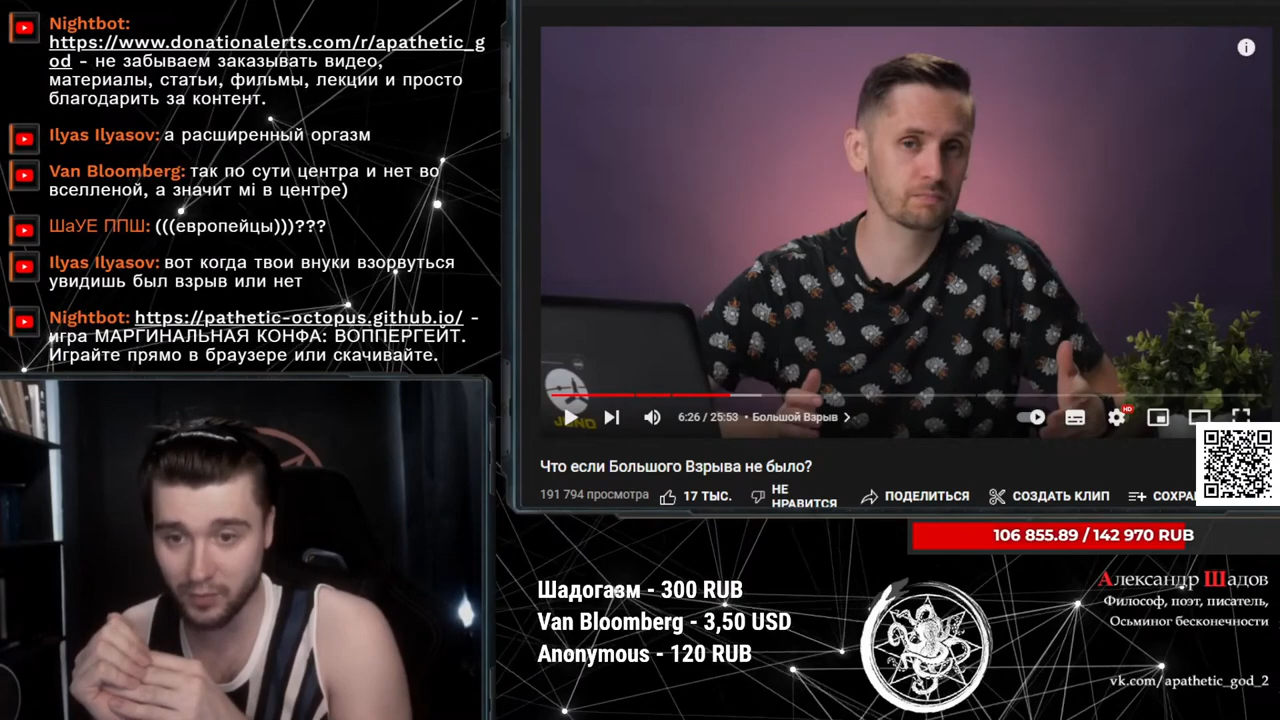 Nightbot:
https://www.donationalerts.com/r/apathetic_g
od - не забываем заказывать видео,
материалы, статьи, фильмы, лекции и просто
благодарить за контент.
Ilyas Ilyasov: а расширенный оргазм
Van Bloomberg: так по сути центра и нет во
вселленой, а значит мі в центре)
ШаУЕ ППШ: (((европейцы)))???
Ilyas Ilyasov: вот когда твои внуки взорвуться
увидишь был взрыв или нет
Nightbot: https://pathetic-octopus.github.io/ -
игра МАРГИНАЛЬНАЯ КОНФА: ВОППЕРГЕЙТ.
Играйте прямо в браузере или скачивайте.
6:26 / 25:53 • Большой Взрыв
HD
Что если Большого Взрыва не было?
191 794 просмотра
17 ТЫС.
НЕ
НРАВИТСЯ
ПОДЕЛИТЬСЯ
СОЗДАТЬ КЛИП
106 855.89 / 142 970 RUB
Шадогазм - 300 RUB
Van Bloomberg - 3,50 USD
Anonymous - 120 RUB
Александр Шадов
Философ, поэт, писатель,
Осьминог бесконечности
vk.com/apathetic_god_2